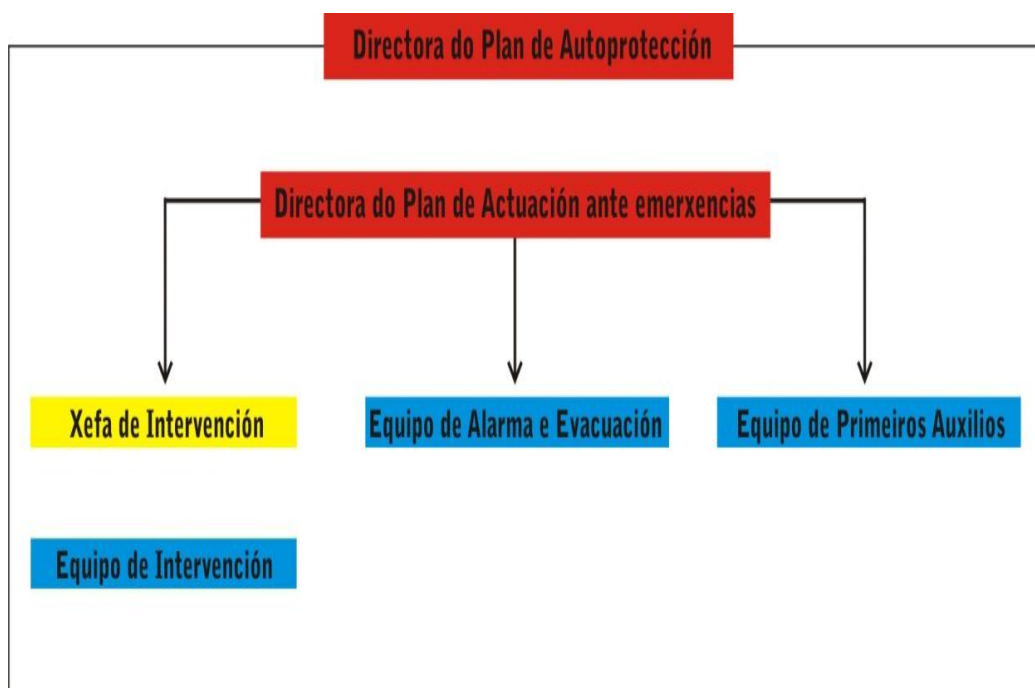 Directora do Plan de Autoprotección
Directora do Plan de Actuación ante emerxencias
Xefa de Intervención
Equipo de Alarma e Evacuación
Equipo de Primeiros Auxilios
Equipo de Intervención